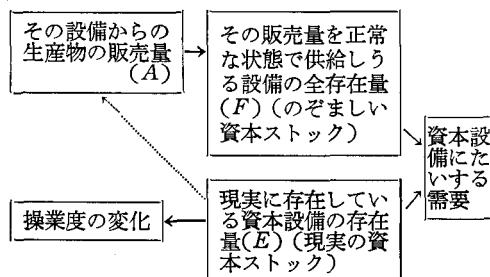 その設備からの
生産物の販売量
(A)
その販売量を正常
な状態で供給しう
る設備の全存在量
(F)(のぞましい
資本ストック)
資本設
備にた
いする
需要
操業度の変化
現実に存在してい
る資本設備の存在
量(E)(現実の資
本ストック)